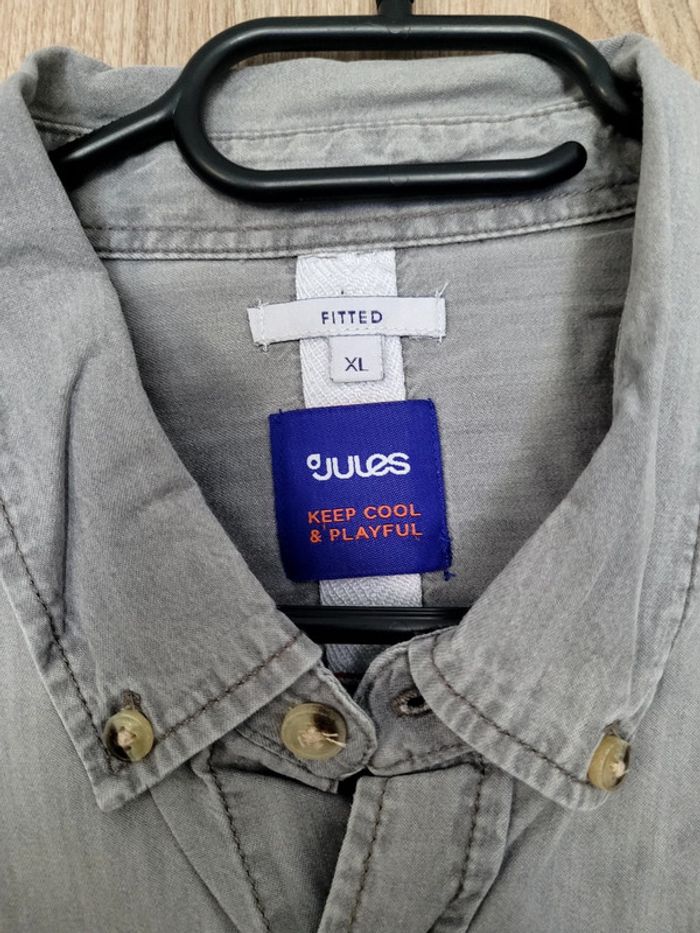 FITTED
XL
JULES
KEEP COOL
& PLAYFUL